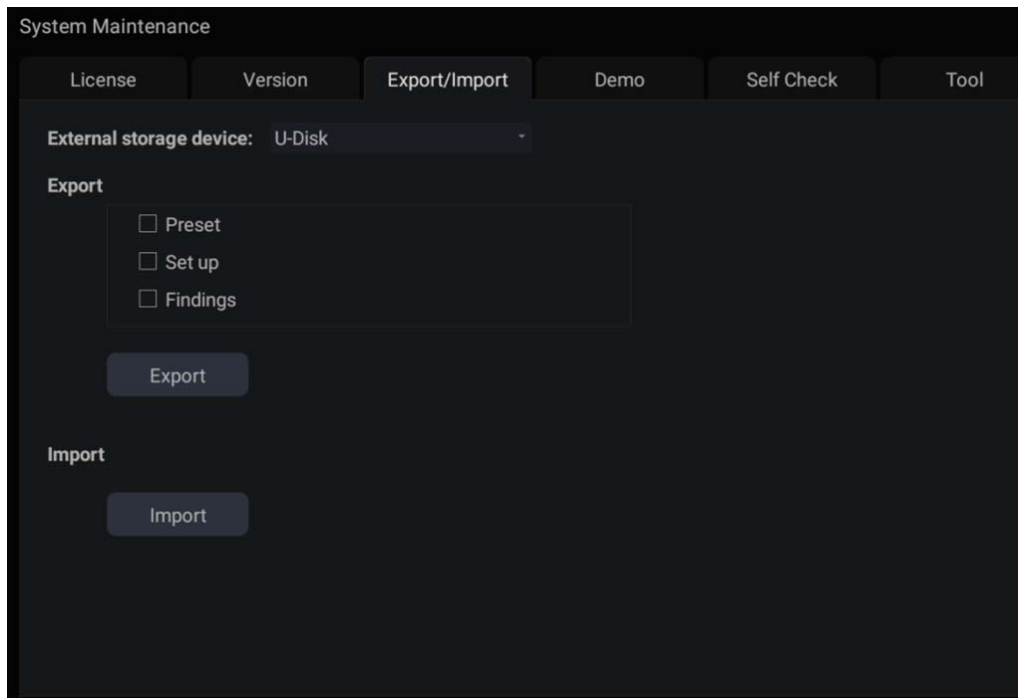 System Maintenance
License Version Export/Import Demo Self Check Tool
External storage device: U-Disk
Export
Preset
Set up
Findings
Export
Import
Import